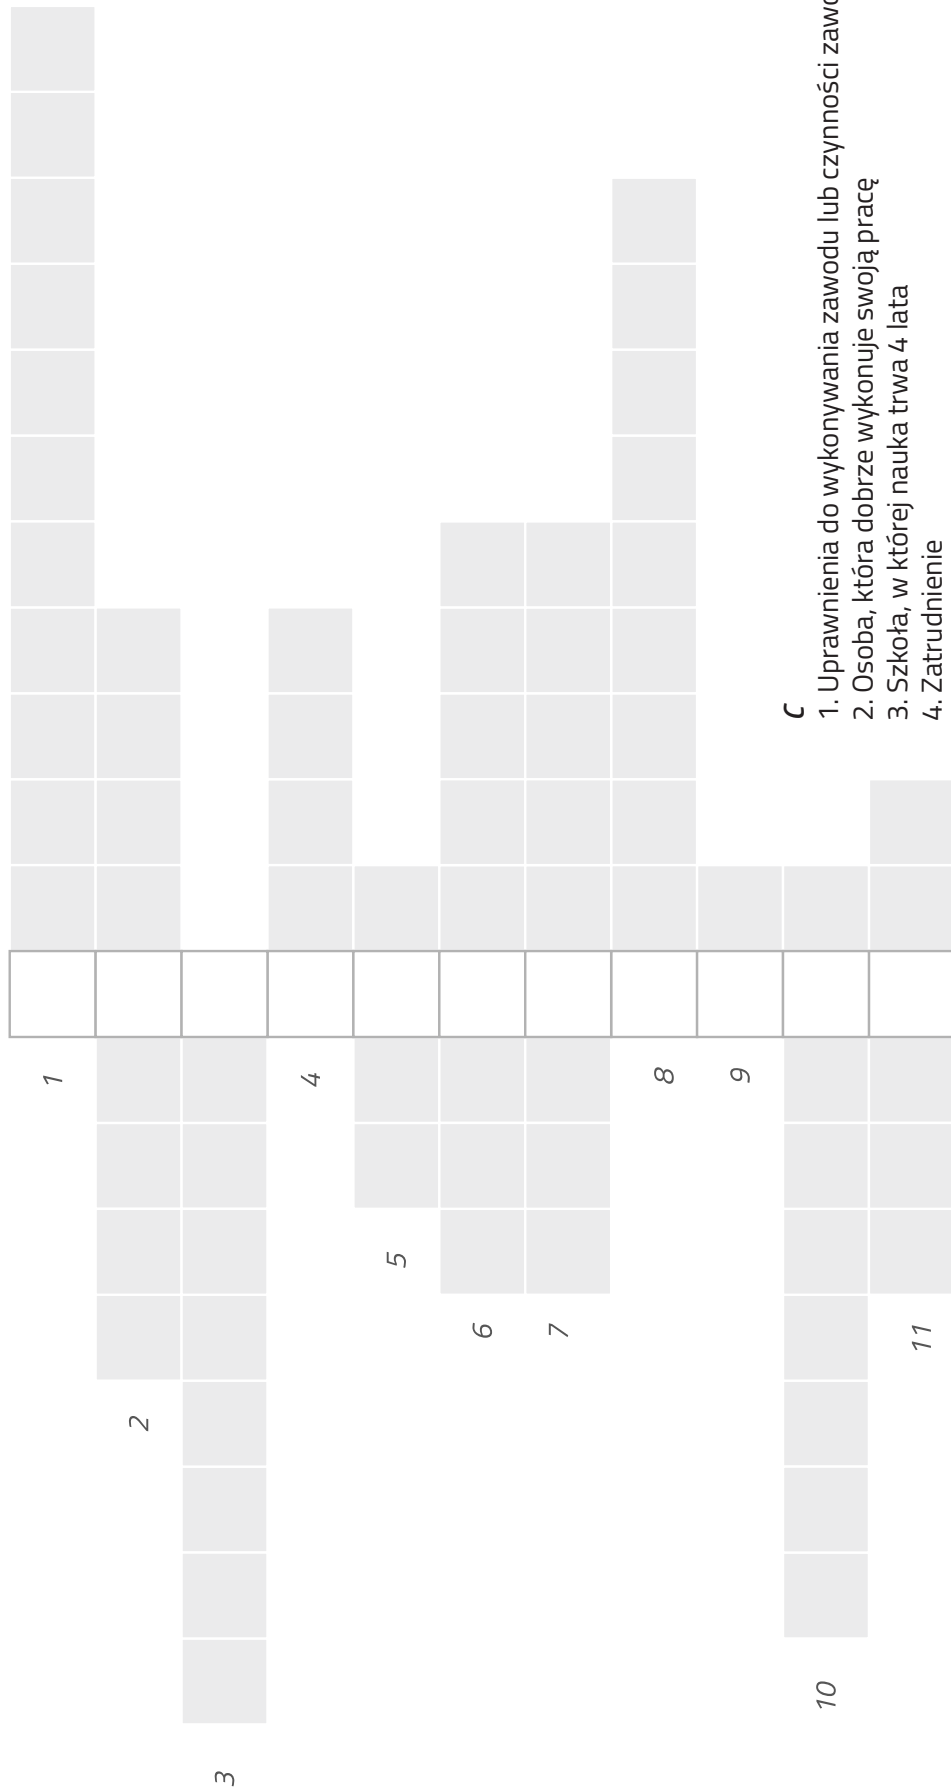 1
2
3
4
5
6
7
8
9
10
11
C
1. Uprawnienia do wykonywania zawodu lub czynności
2. Osoba, która dobrze wykonuje swoją pracę
3. Szkoła, w której nauka trwa 4 lata
4. Zatrudnienie